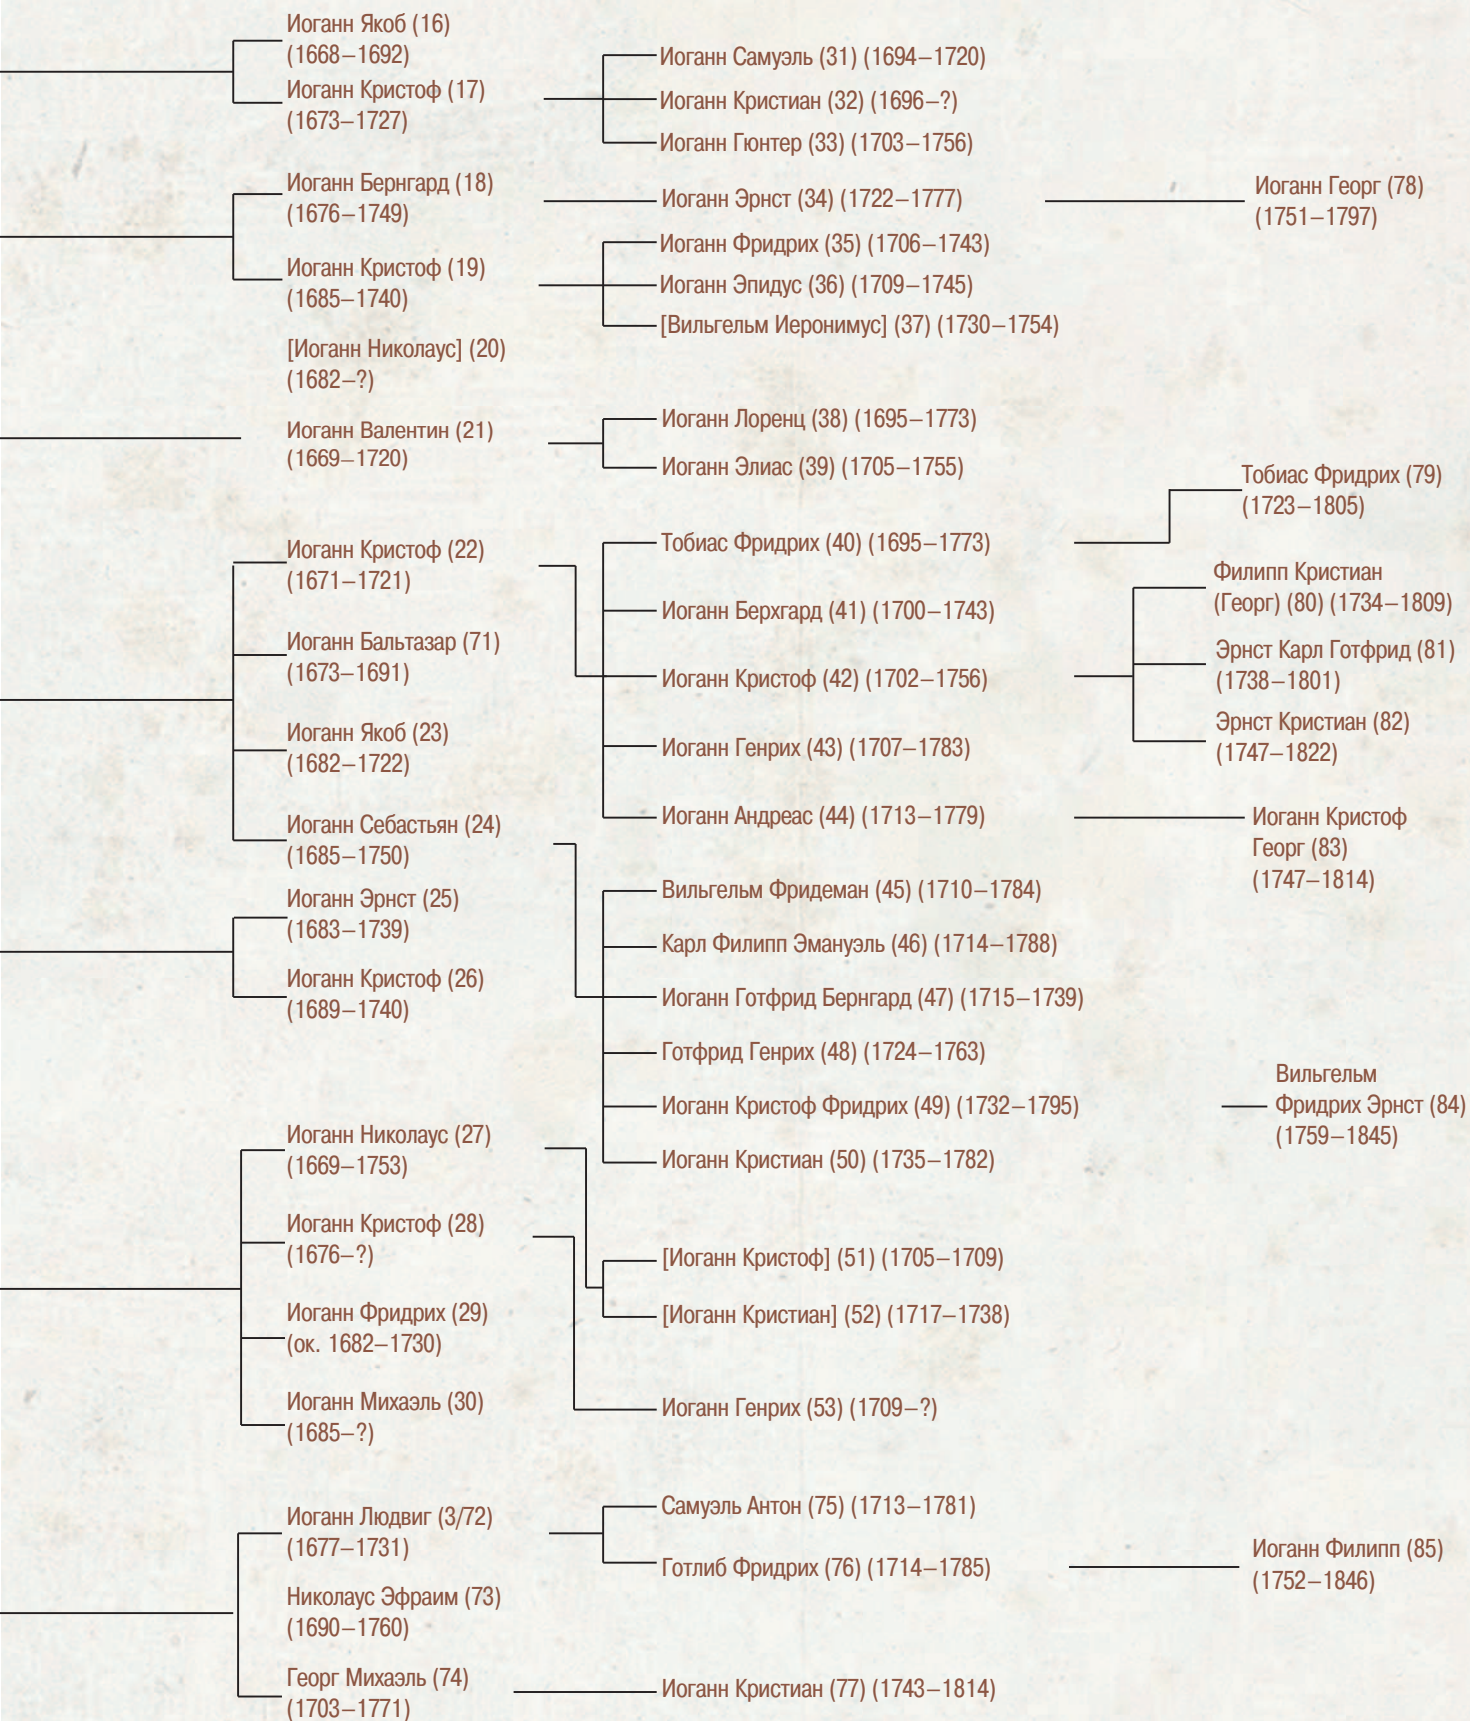 Иоганн Якоб (16)
(1668–1692)
Иоганн Кристоф (17)
(1673–1727)
Иоганн Самуэль (31) (1694–1720)
Иоганн Кристиан (32) (1696–?)
Иоганн Гюнтер (33) (1703–1756)
Иоганн Бернгард (18)
(1676–1749)
Иоганн Эрнст (34) (1722–1777)
Иоганн Георг (78)
(1751–1797)
Иоганн Кристоф (19)
(1685–1740)
Иоганн Фридрих (35) (1706–1743)
Иоганн Эпидус (36) (1709–1745)
[Вильгельм Иеронимус] (37) (1730–1754)
[Иоганн Николаус] (20)
(1682–?)
Иоганн Валентин (21)
(1669–1720)
Иоганн Лоренц (38) (1695–1773)
Иоганн Элиас (39) (1705–1755)
Иоганн Кристоф (22)
(1671–1721)
Иоганн Бальтазар (71)
(1673–1691)
Иоганн Якоб (23)
(1682–1722)
Иоганн Себастьян (24)
(1685–1750)
Тобиас Фридрих (40) (1695–1773)
Иоганн Берхгард (41) (1700–1743)
Иоганн Кристоф (42) (1702–1756)
Иоганн Генрих (43) (1707–1783)
Иоганн Андреас (44) (1713–1779)
Тобиас Фридрих (79)
(1723–1805)
Филипп Кристиан
(Георг) (80) (1734–1809)
Эрнст Карл Готфрид (81)
(1738–1801)
Эрнст Кристиан (82)
(1747–1822)
Иоганн Кристоф
Георг (83)
(1747–1814)
Иоганн Эрнст (25)
(1683–1739)
Иоганн Кристоф (26)
(1689–1740)
Вильгельм Фридеман (45) (1710–1784)
Карл Филипп Эмануэль (46) (1714–1788)
Иоганн Готфрид Бернгард (47) (1715–1739)
Готфрид Генрих (48) (1724–1763)
Иоганн Кристоф Фридрих (49) (1732–1795)
Иоганн Кристиан (50) (1735–1782)
Вильгельм
Фридрих Эрнст (84)
(1759–1845)
Иоганн Николаус (27)
(1669–1753)
Иоганн Кристоф (28)
(1676–?)
Иоганн Фридрих (29)
(ок. 1682–1730)
Иоганн Михаэль (30)
(1685–?)
[Иоганн Кристоф] (51) (1705–1709)
[Иоганн Кристиан] (52) (1717–1738)
Иоганн Генрих (53) (1709–?)
Иоганн Людвиг (3/72)
(1677–1731)
Николаус Эфраим (73)
(1690–1760)
Георг Михаэль (74)
(1703–1771)
Самуэль Антон (75) (1713–1781)
Готлиб Фридрих (76) (1714–1785)
Иоганн Филипп (85)
(1752–1846)
Иоганн Кристиан (77) (1743–1814)